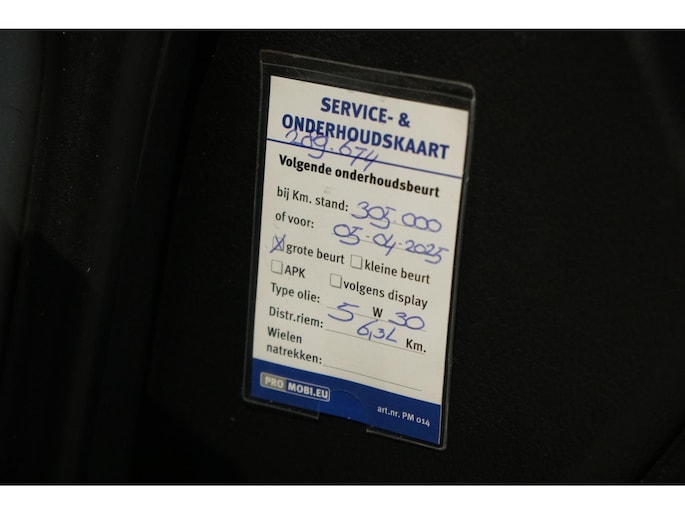 SERVICE- &
ONDERHOUDSKAART
289.674
Volgende onderhoudsbeurt
bij Km. stand: 305.000
of voor: 05-04-2025
grote beurt kleine beurt
APK volgens display
Type olie: 5 W 30
Distr.riem: 6,3L Km.
Wielen
natrekken:
PRO MOBI.EU
art.nr. PM 014